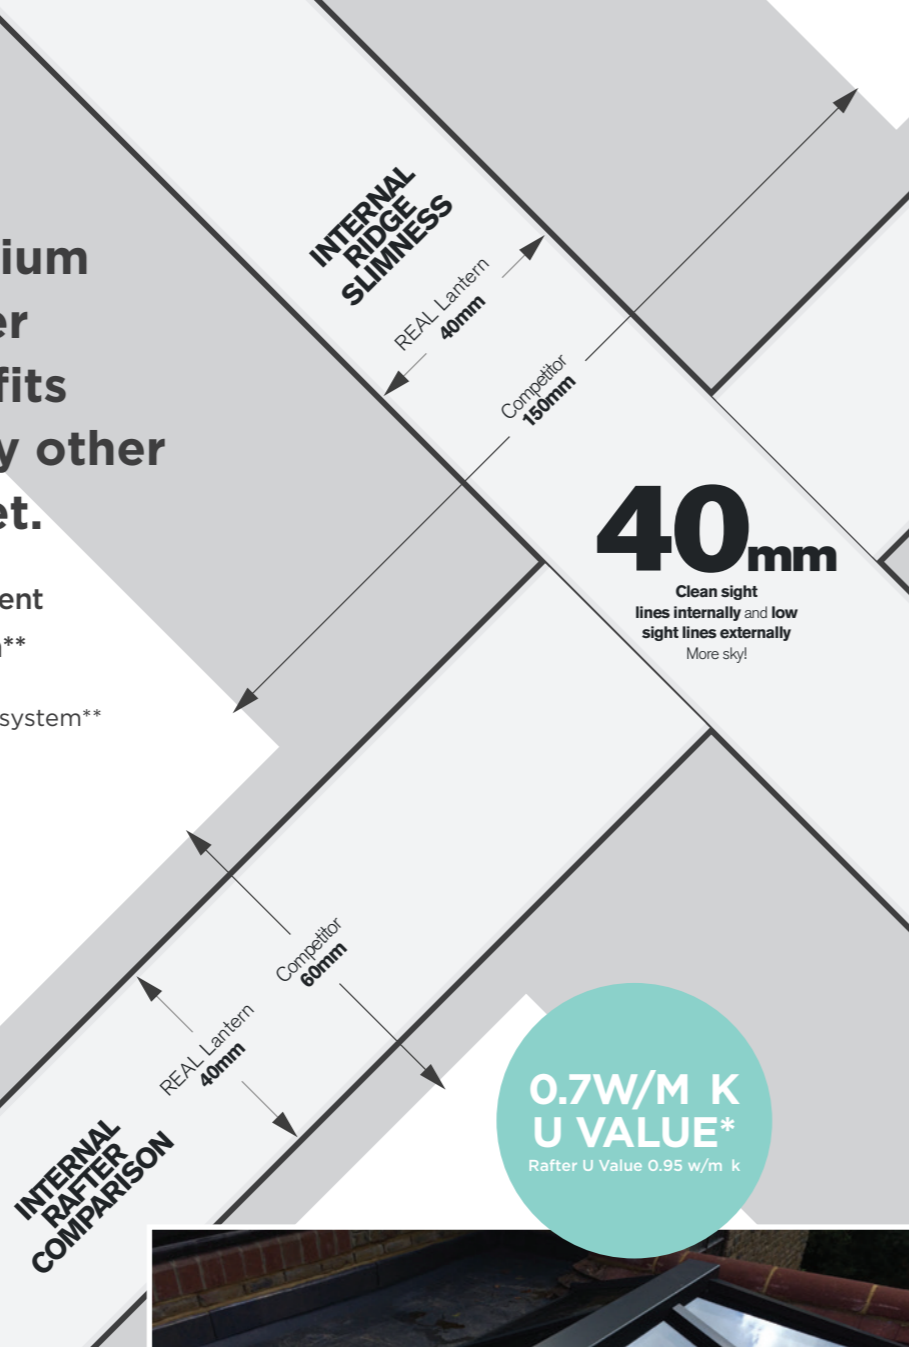 INTERNAL
RIDGE
SLIMNESS
REAL Lantern
40mm
Competitor
150mm
ium
er
fits
y other
et.
ent
**
system**
40mm
Clean sight
lines internally and low
sight lines externally
More sky!
Competitor
60mm
REAL Lantern
40mm
INTERNAL
RAFTER
COMPARISON
0.7W/M K
U VALUE*
Rafter U Value 0.95 w/m k